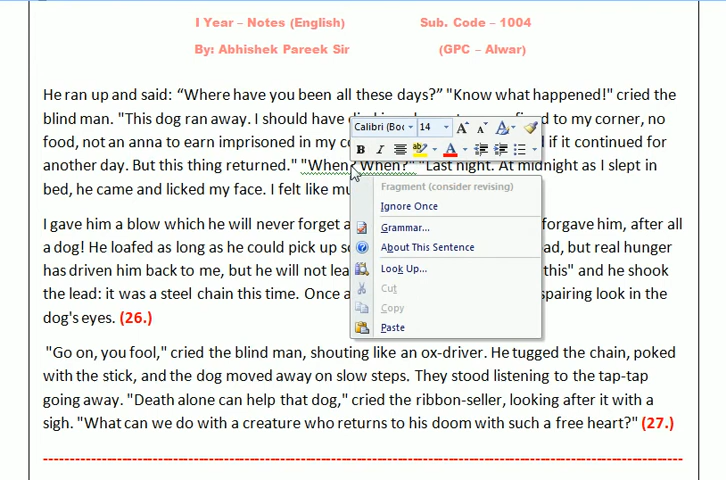 I Year – Notes (English) Sub. Code – 1004
By: Abhishek Pareek Sir (GPC – Alwar)
He ran up and said: “Where have you been all these days?” "Know what happened!" cried the
blind man. "This dog ran away. I should have to my corner, no
food, not an anna to earn imprisoned in my if it continued for
another day. But this thing returned." "When? When?" "Last night. At midnight as I slept in
bed, he came and licked my face. I felt like
I gave him a blow which he will never forget forgave him, after all
a dog! He loafed as long as he could pick up but real hunger
has driven him back to me, but he will not this" and he shook
the lead: it was a steel chain this time. Once look in the
dog's eyes. (26.)
"Go on, you fool," cried the blind man, shouting like an ox-driver. He tugged the chain, poked
with the stick, and the dog moved away on slow steps. They stood listening to the tap-tap
going away. "Death alone can help that dog," cried the ribbon-seller, looking after it with a
sigh. "What can we do with a creature who returns to his doom with such a free heart?" (27.)
Calibri (Boc 14 A A A
B I ab A
Fragment (consider revising)
Ignore Once
Grammar...
About This Sentence
Look Up...
Cut
Copy
Paste